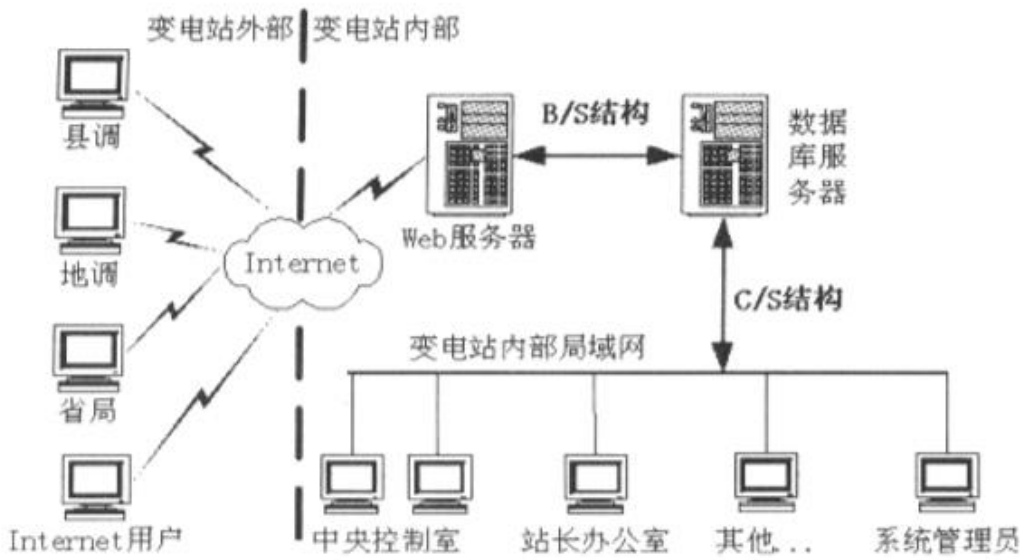 变电站外部
变电站内部
县调
地调
省局
Internet用户
Internet
Web服务器
B/S结构
数据
库服
务器
C/S结构
变电站内部局域网
中央控制室
站长办公室
其他...
系统管理员